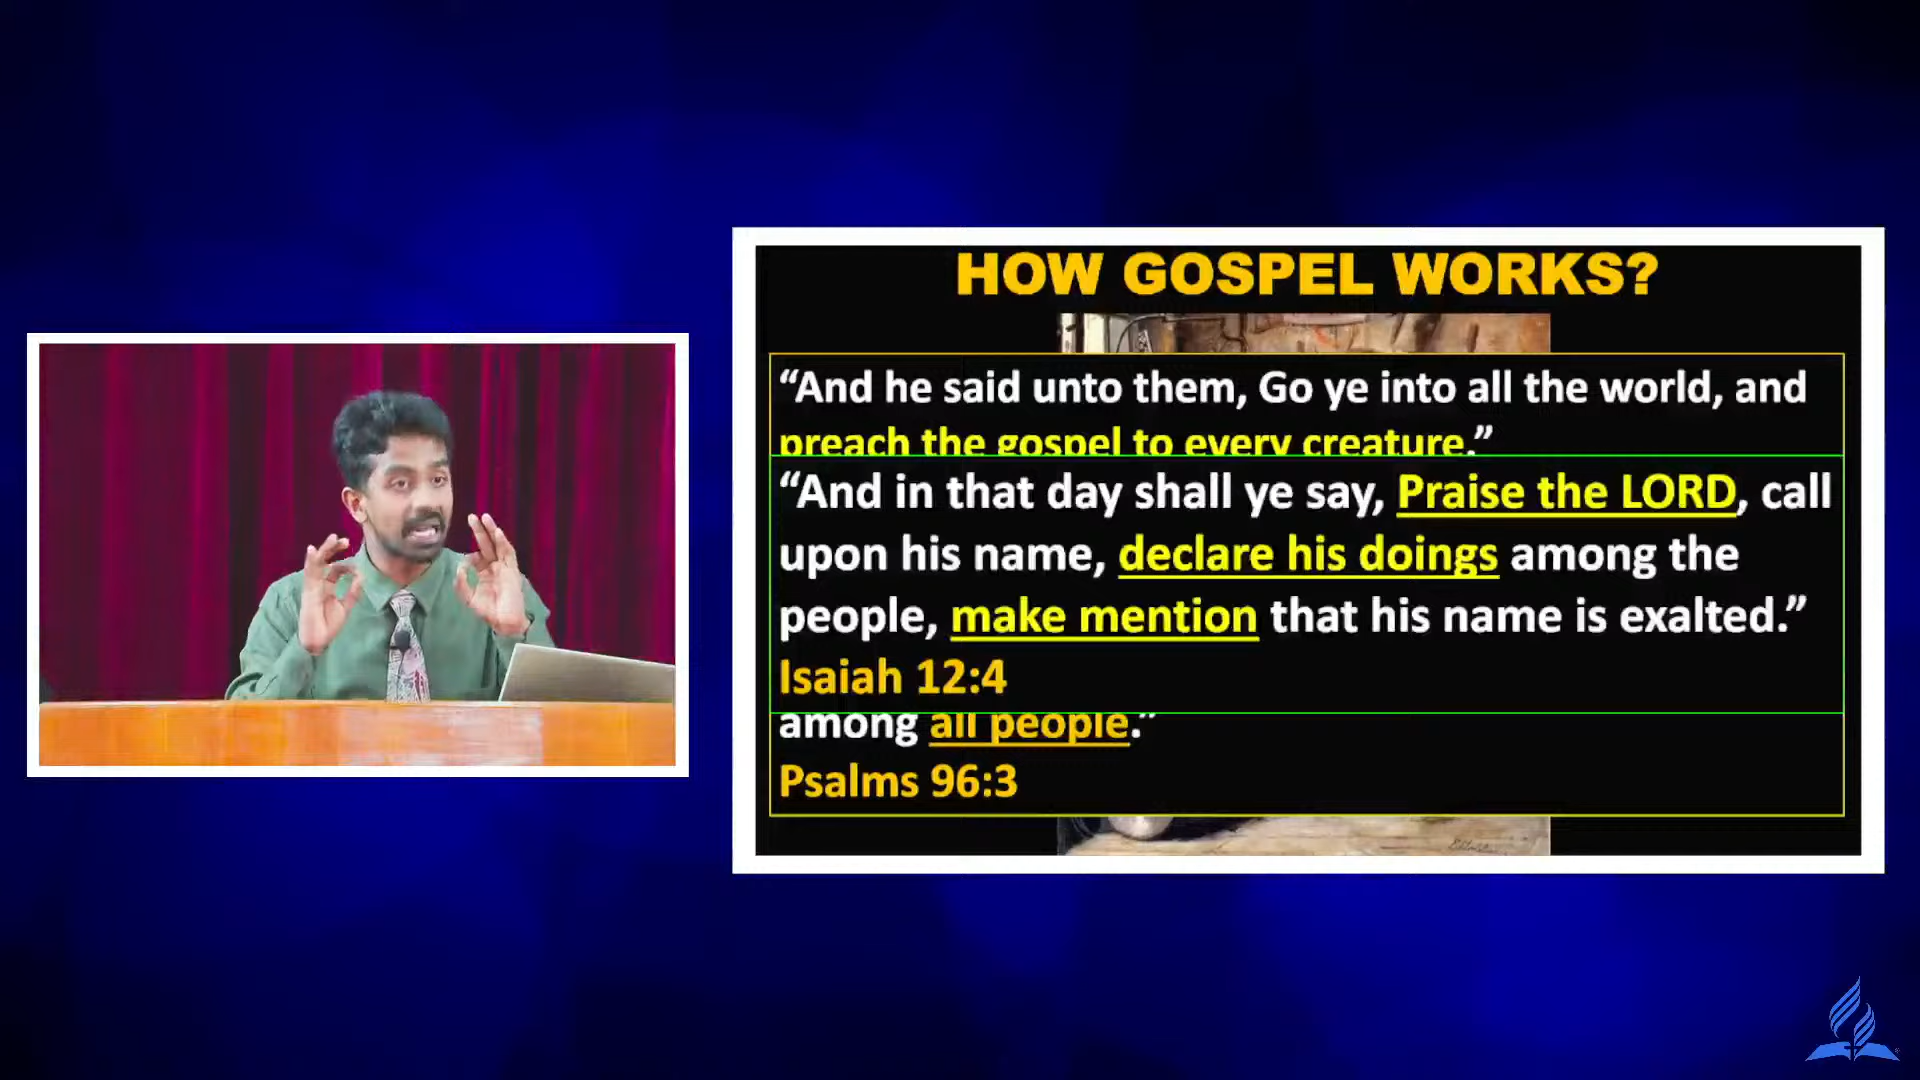 HOW GOSPEL WORKS?
“And he said unto them, Go ye into all the world, and
preach the gospel to every creature.”
“And in that day shall ye say, Praise the LORD, call
upon his name, declare his doings among the
people, make mention that his name is exalted.”
Isaiah 12:4
among all people.”
Psalms 96:3